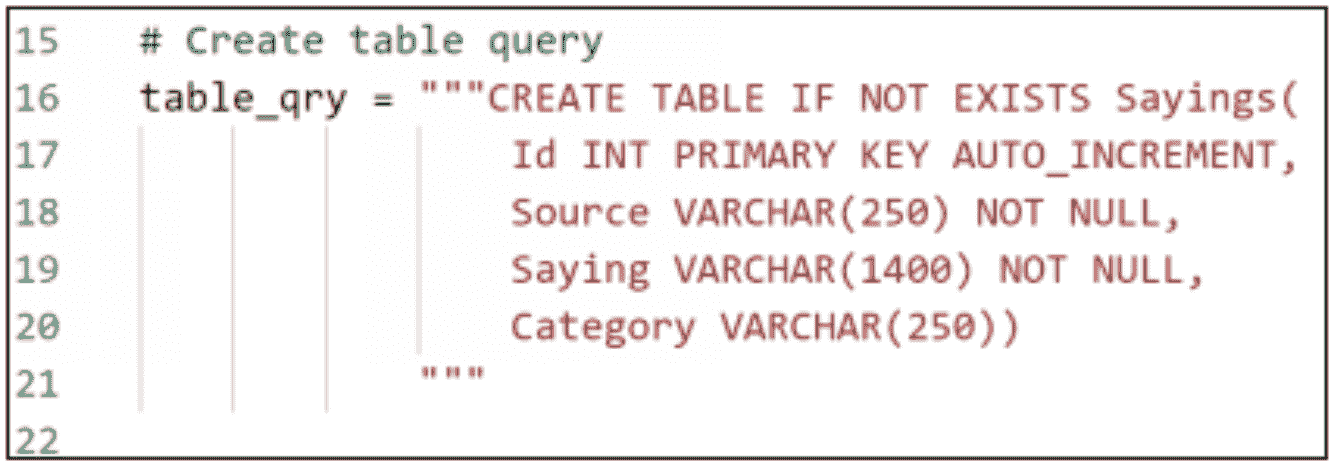 15 # Create table query
16 table_qry = """CREATE TABLE IF NOT EXISTS Sayings(
17 Id INT PRIMARY KEY AUTO_INCREMENT,
18 Source VARCHAR(250) NOT NULL,
19 Saying VARCHAR(1400) NOT NULL,
20 Category VARCHAR(250))
21 """
22